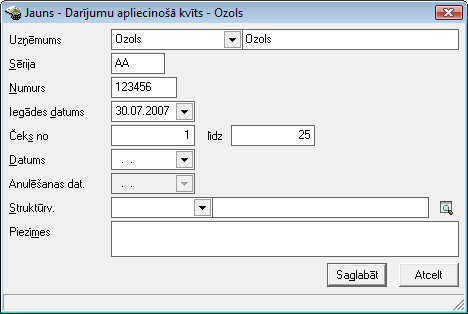 Jauns - Darījumu apliecinošā kvīts - Ozols
Uzņēmums Ozols Ozols
Sērija AA
Numurs 123456
Iegādes datums 30.07.2007
Čeks no 1 līdz 25
Datums . .
Anulēšanas dat. . .
Struktūrv.
Piezīmes
Saglabāt Atcelt